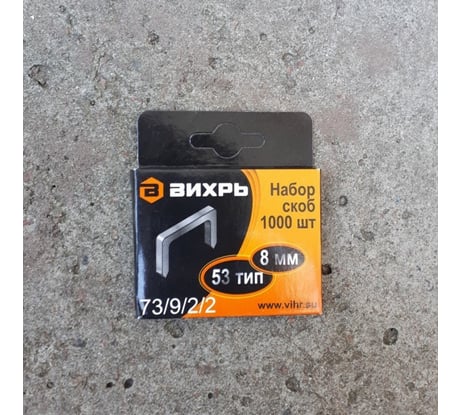 ВИХРЬ
Набор
скоб
1000 шт
8 мм
53 тип
73/9/2/2
www.vihr.su